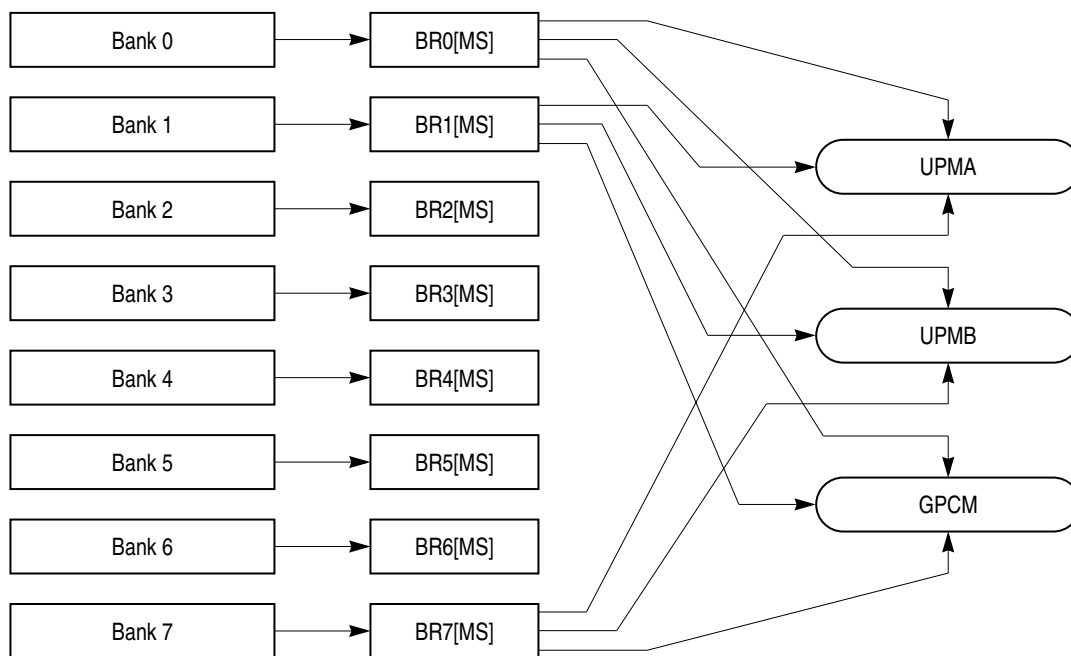 Bank 0
BR0[MS]
Bank 1
BR1[MS]
UPMA
Bank 2
BR2[MS]
Bank 3
BR3[MS]
UPMB
Bank 4
BR4[MS]
Bank 5
BR5[MS]
GPCM
Bank 6
BR6[MS]
Bank 7
BR7[MS]